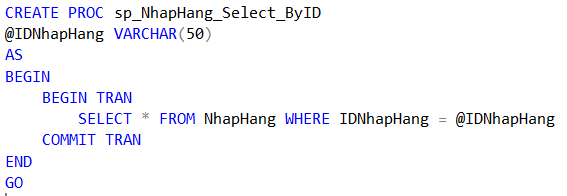 CREATE PROC sp_NhapHang_Select_ByID
@IDNhapHang VARCHAR(50)
AS
BEGIN
    BEGIN TRAN
        SELECT * FROM NhapHang WHERE IDNhapHang = @IDNhapHang
    COMMIT TRAN
END
GO